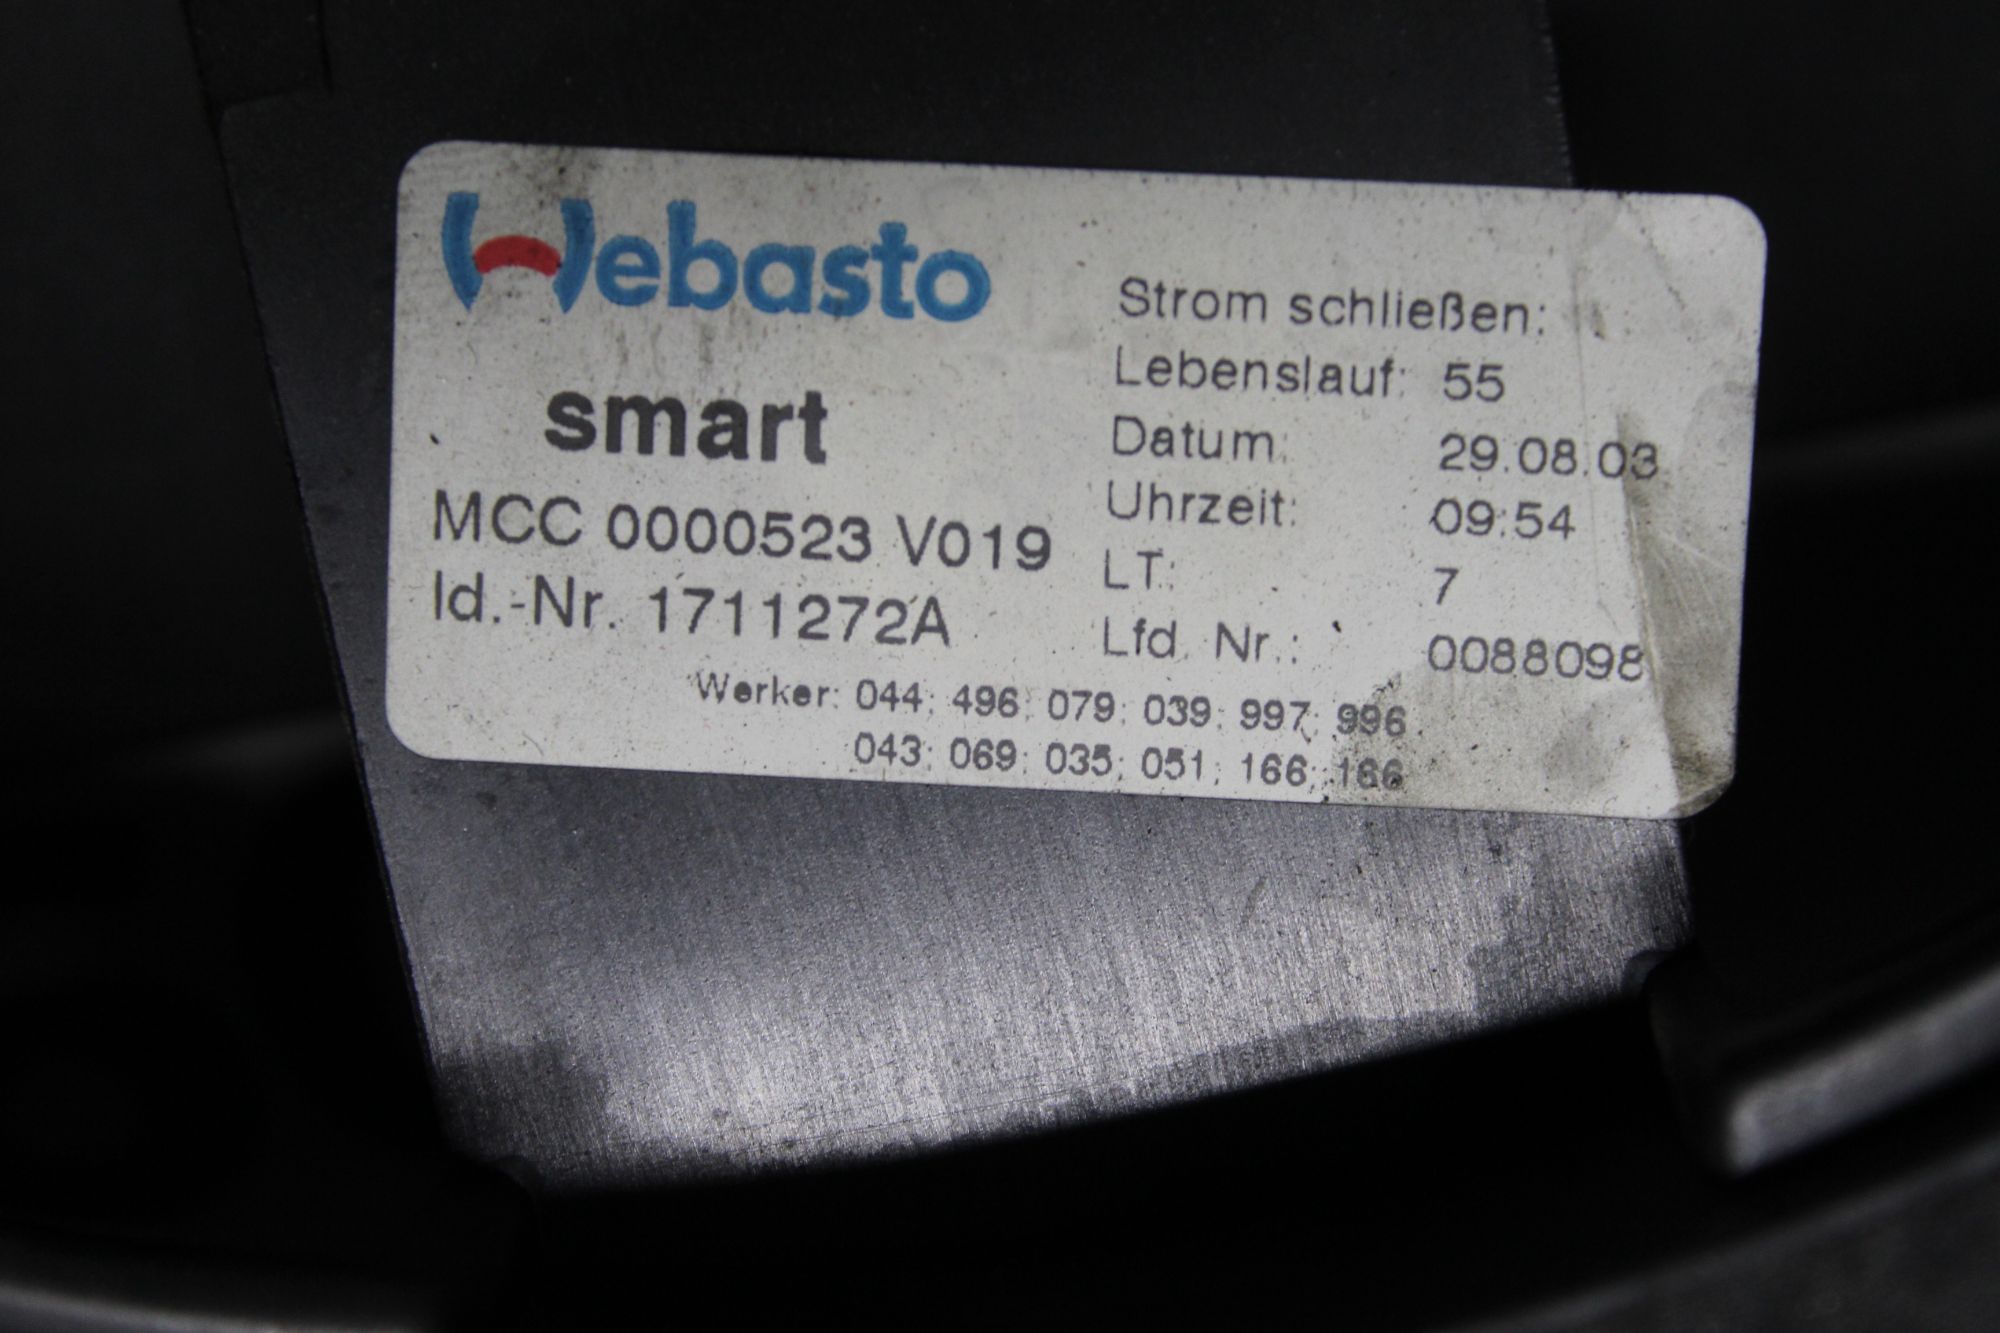 Webasto
smart
MCC 0000523 V019
Id.-Nr. 1711272A
Strom schließen:
Lebenslauf: 55
Datum: 29.08.03
Uhrzeit: 09:54
LT: 7
Lfd. Nr.: 0088098
Werker: 044; 496; 079; 039; 997; 996
043; 069; 035; 051; 166; 166